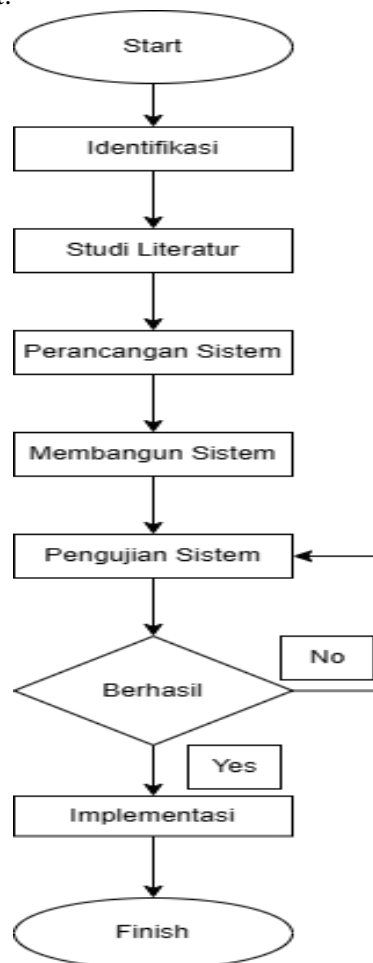 Start
Identifikasi
Studi Literatur
Perancangan Sistem
Membangun Sistem
Pengujian Sistem
No
Berhasil
Yes
Implementasi
Finish